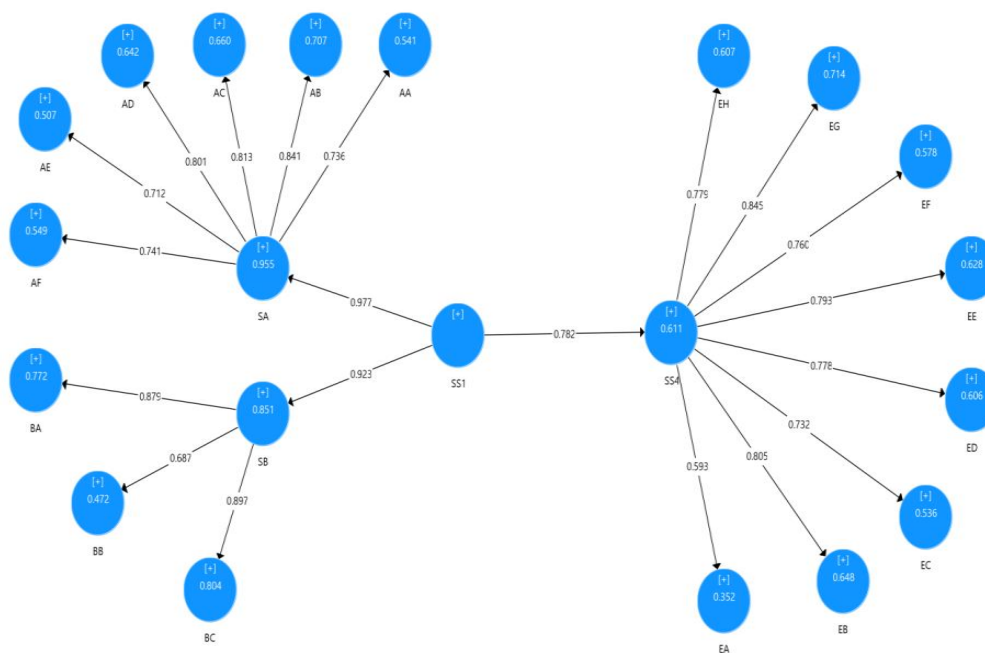 [+]
0.642
AD
[+]
0.660
AC
[+]
0.707
AB
[+]
0.541
AA
[+]
0.507
AE
[+]
0.549
AF
0.801
0.813
0.841
0.736
0.712
0.741
[+]
0.955
SA
0.977
[+]
SS1
0.923
[+]
0.772
BA
0.879
[+]
0.851
SB
0.687
0.897
[+]
0.472
BB
[+]
0.804
BC
0.782
[+]
0.607
EH
[+]
0.714
EG
[+]
0.578
EF
[+]
0.628
EE
0.779
0.845
0.760
0.793
[+]
0.611
SS4
0.778
0.732
0.805
0.593
[+]
0.606
ED
[+]
0.536
EC
[+]
0.648
EB
[+]
0.352
EA